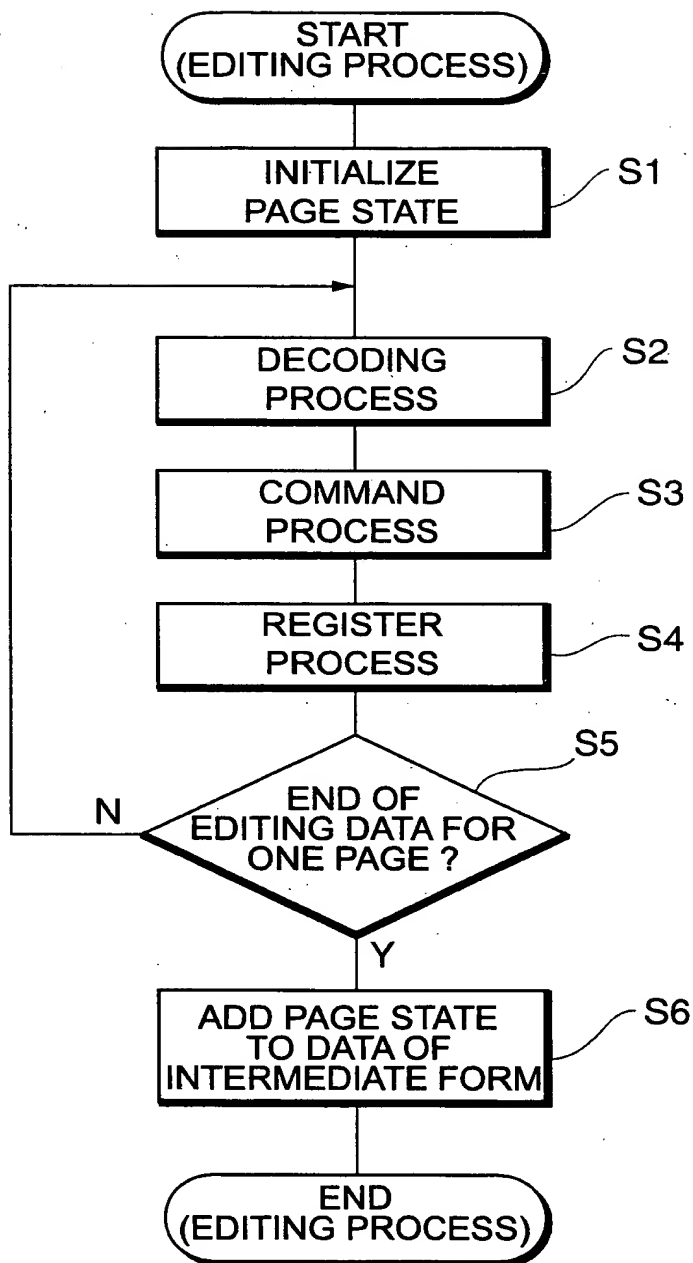 START
(EDITING PROCESS)
INITIALIZE
PAGE STATE
S1
DECODING
PROCESS
S2
COMMAND
PROCESS
S3
REGISTER
PROCESS
S4
S5
N
END OF
EDITING DATA FOR
ONE PAGE ?
Y
ADD PAGE STATE
TO DATA OF
INTERMEDIATE FORM
S6
END
(EDITING PROCESS)